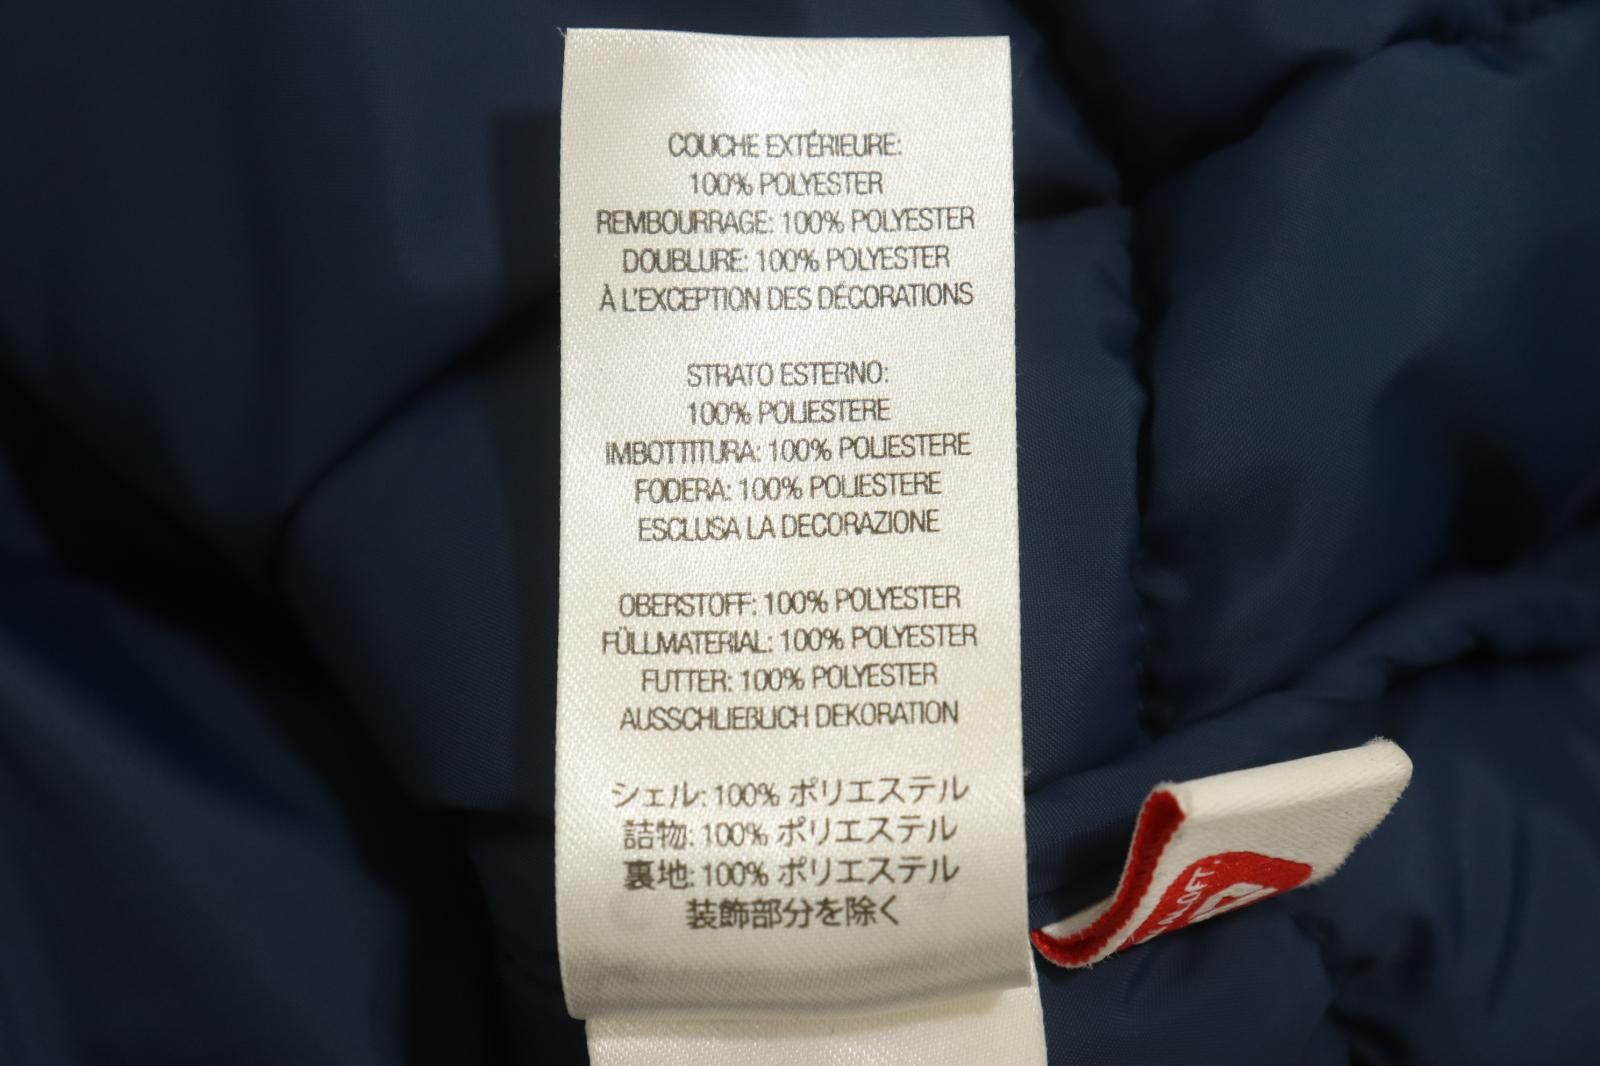 COUCHE EXTÉRIEURE:
100% POLYESTER
REMBOURRAGE: 100% POLYESTER
DOUBLURE: 100% POLYESTER
À L'EXCEPTION DES DÉCORATIONS
STRATO ESTERNO:
100% POLIESTERE
IMBOTTITURA: 100% POLIESTERE
FODERA: 100% POLIESTERE
ESCLUSA LA DECORAZIONE
OBERSTOFF: 100% POLYESTER
FÜLLMATERIAL: 100% POLYESTER
FUTTER: 100% POLYESTER
AUSSCHLIEßLICH DEKORATION
シェル: 100% ポリエステル
詰物: 100% ポリエステル
裏地: 100% ポリエステル
装飾部分を除く